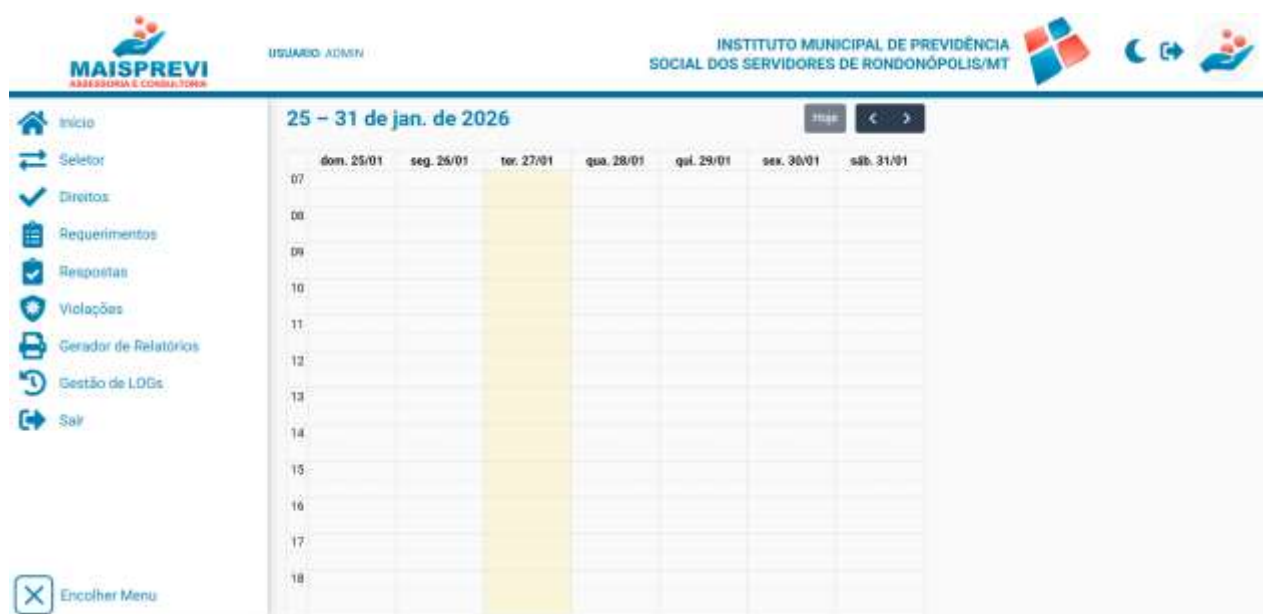 MAISPREVI
ASSESSORIA E CONSULTORIA
USUÁRIO: ADMIN
INSTITUTO MUNICIPAL DE PREVIDÊNCIA
SOCIAL DOS SERVIDORES DE RONDONÓPOLIS/MT
Início
Seletor
Direitos
Requerimentos
Respostas
Violações
Gerador de Relatórios
Gestão de LOGs
Sair
Encolher Menu
25 – 31 de jan. de 2026
Hoje
dom. 25/01 seg. 26/01 ter. 27/01 qua. 28/01 qui. 29/01 sex. 30/01 sáb. 31/01
07
08
09
10
11
12
13
14
15
16
17
18